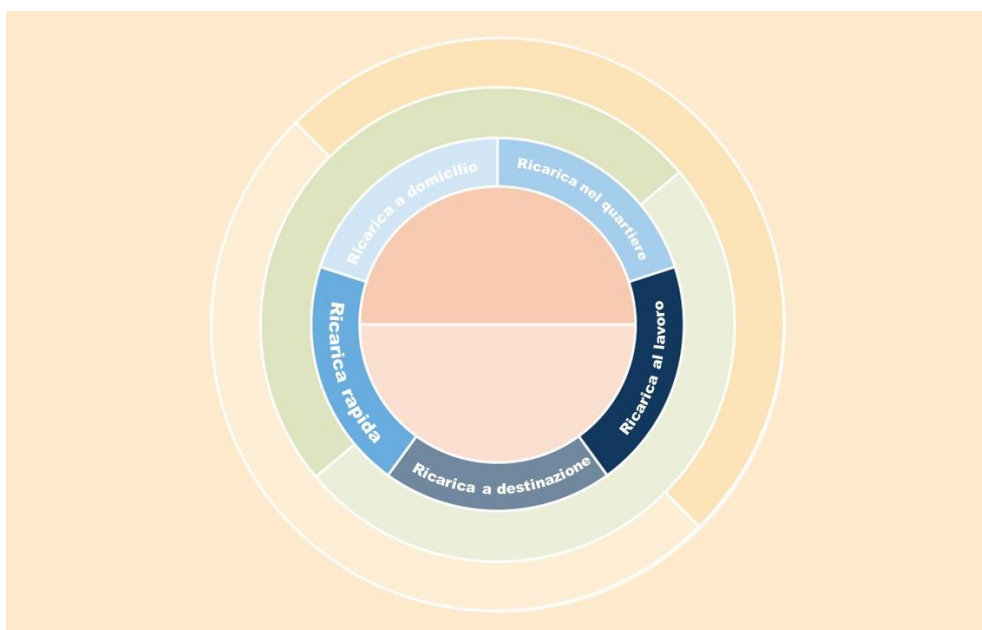 Ricarica a domicilio
Ricarica nel quartiere
Ricarica al lavoro
Ricarica a destinazione
Ricarica rapida